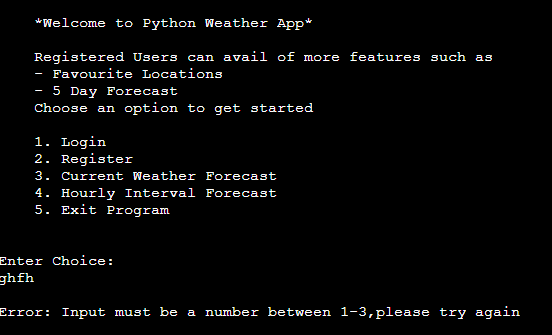 *Welcome to Python Weather App*
Registered Users can avail of more features such as
- Favourite Locations
- 5 Day Forecast
Choose an option to get started
1. Login
2. Register
3. Current Weather Forecast
4. Hourly Interval Forecast
5. Exit Program
Enter Choice:
ghfh
Error: Input must be a number between 1-3,please try again